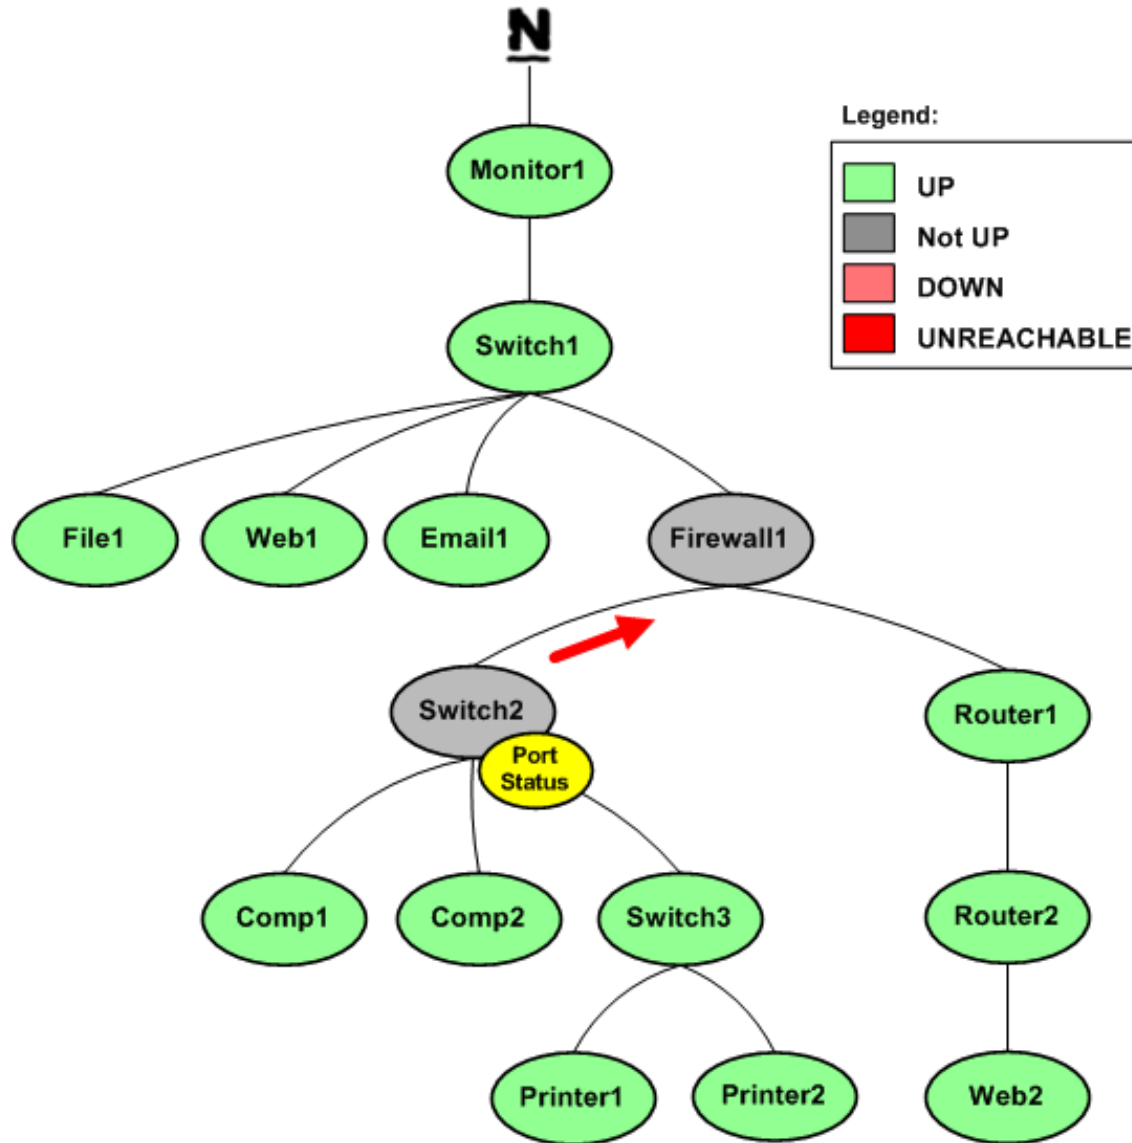 N
Legend:
UP
Not UP
DOWN
UNREACHABLE
Monitor1
Switch1
File1
Web1
Email1
Firewall1
Switch2
Port
Status
Router1
Comp1
Comp2
Switch3
Router2
Printer1
Printer2
Web2